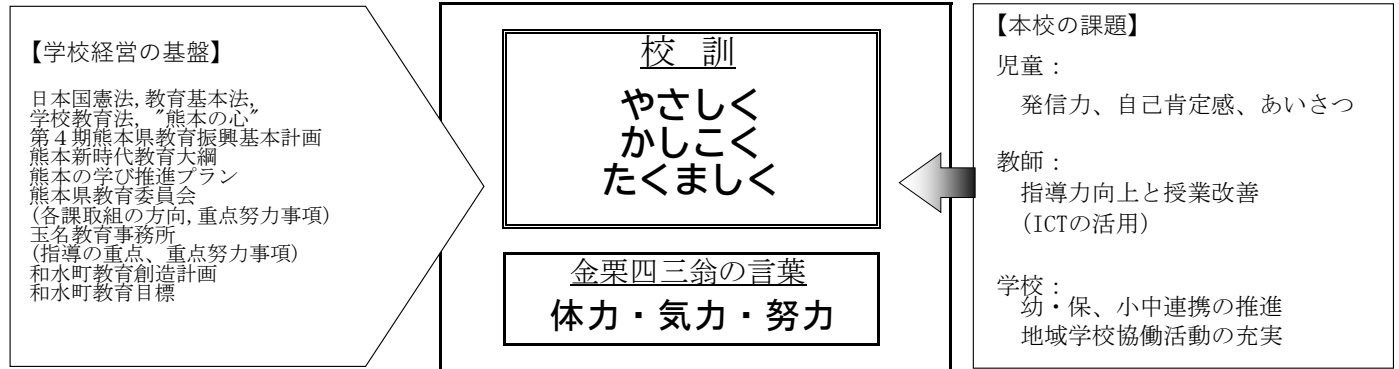 【学校経営の基盤】
日本国憲法,教育基本法,
学校教育法, ″熊本の心″
第４期熊本県教育振興基本計画
熊本新時代教育大綱
熊本の学び推進プラン
熊本県教育委員会
(各課取組の方向,重点努力事項)
玉名教育事務所
(指導の重点、重点努力事項)
和水町教育創造計画
和水町教育目標
校 訓
やさしく
かしこく
たくましく
金栗四三翁の言葉
体力・気力・努力
【本校の課題】
児童：
発信力、自己肯定感、あいさつ
教師：
指導力向上と授業改善
(ICTの活用)
学校：
幼・保、小中連携の推進
地域学校協働活動の充実